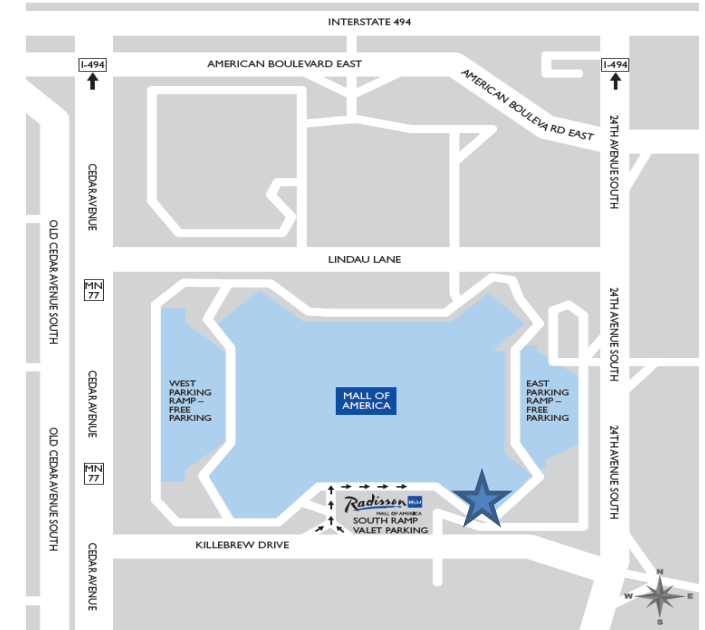 INTERSTATE 494
I-494
AMERICAN BOULEVARD EAST
I-494
AMERICAN BOULEVARD EAST
24TH AVENUE SOUTH
CEDAR AVENUE
OLD CEDAR AVENUE SOUTH
LINDAU LANE
MN
77
24TH AVENUE SOUTH
CEDAR AVENUE
WEST
PARKING
RAMP –
FREE
PARKING
MALL OF
AMERICA
EAST
PARKING
RAMP –
FREE
PARKING
OLD CEDAR AVENUE SOUTH
MN
77
24TH AVENUE SOUTH
Radisson BLU
MALL OF AMERICA
SOUTH RAMP
VALET PARKING
KILLEBREW DRIVE
CEDAR AVENUE
N
W E
S